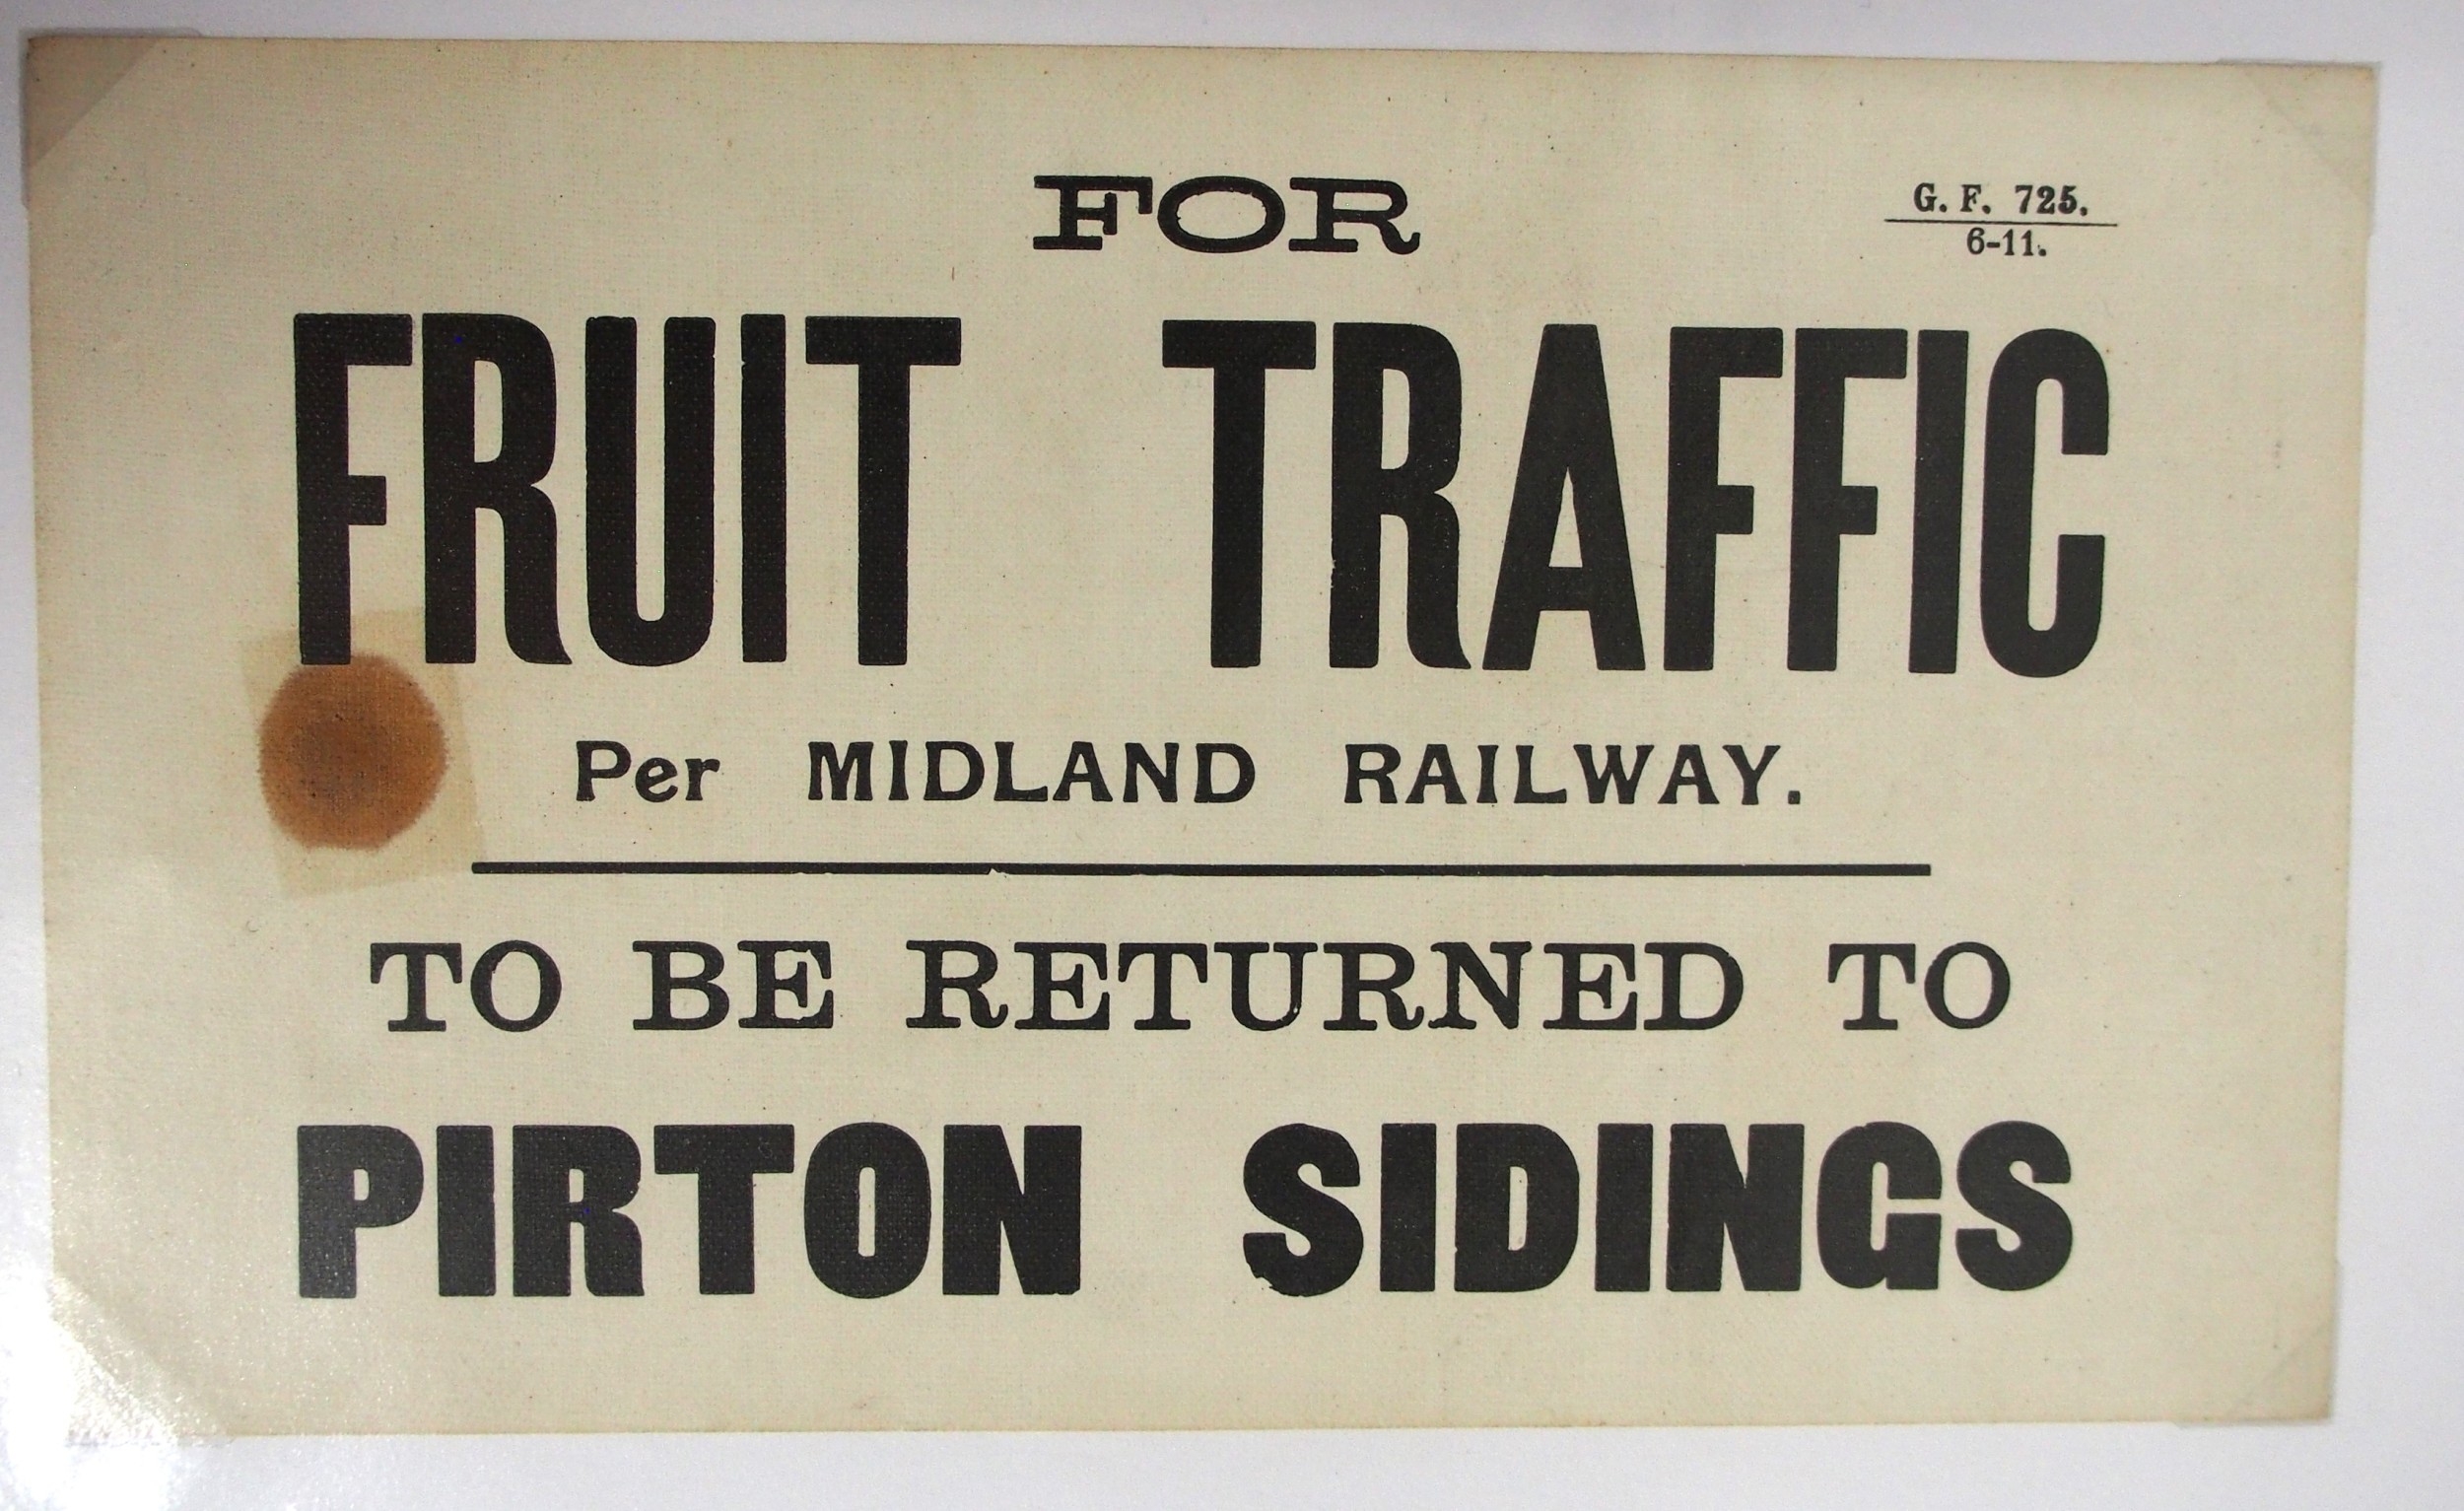 FOR
G. F. 725.
6-11.
FRUIT TRAFFIC
Per MIDLAND RAILWAY.
TO BE RETURNED TO
PIRTON SIDINGS